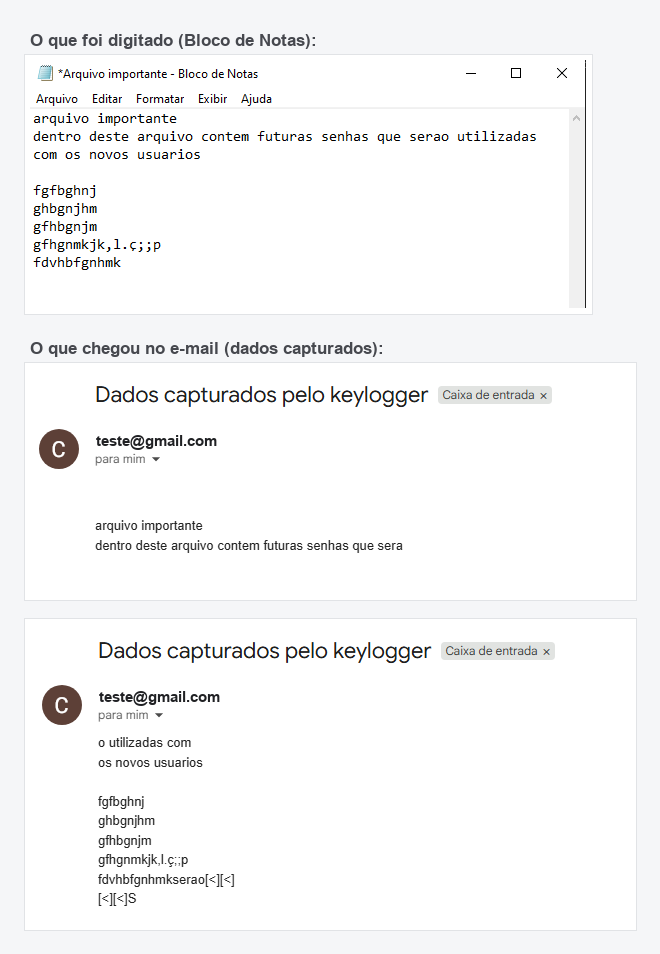 O que foi digitado (Bloco de Notas):
*Arquivo importante - Bloco de Notas
Arquivo Editar Formatar Exibir Ajuda
arquivo importante
dentro deste arquivo contem futuras senhas que serao utilizadas
com os novos usuarios
fgfbghnj
ghbgnjhm
gfhbgnjm
gfhgnmkjk,l.ç;;p
fdvhbfgnhmk
O que chegou no e-mail (dados capturados):
Dados capturados pelo keylogger Caixa de entrada ×
C
teste@gmail.com
para mim
arquivo importante
dentro deste arquivo contem futuras senhas que sera
Dados capturados pelo keylogger Caixa de entrada ×
C
teste@gmail.com
para mim
o utilizadas com
os novos usuarios
fgfbghnj
ghbgnjhm
gfhbgnjm
gfhgnmkjk,l.ç;;p
fdvhbfgnhmkserao[<][<]
[<][<]S